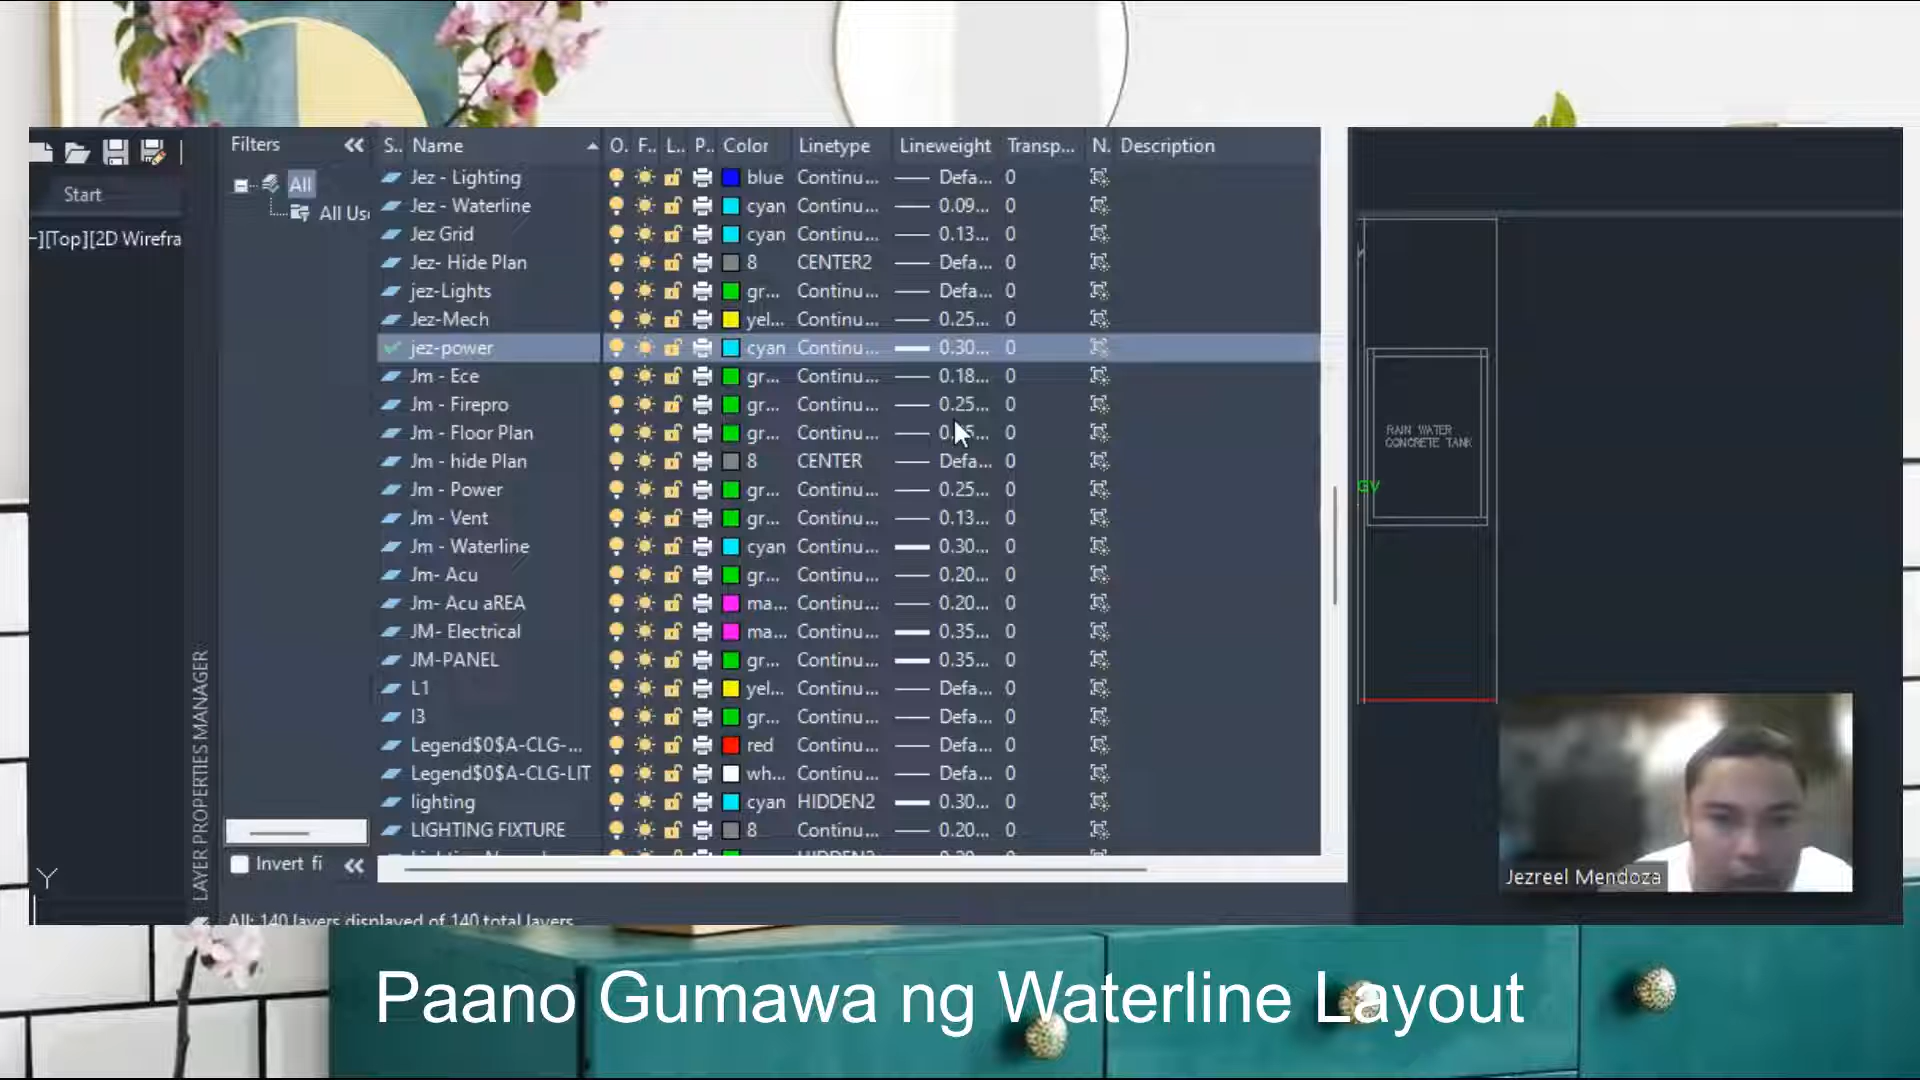 Filters
S.. Name O. F.. L.. P.. Color Linetype Lineweight Transp... N. Description
Start
All
All Us
-][Top][2D Wirefra
Jez - Lighting blue Continu... Defa... 0
Jez - Waterline cyan Continu... 0.09... 0
Jez Grid cyan Continu... 0.13... 0
Jez- Hide Plan 8 CENTER2 Defa... 0
jez-Lights gr... Continu... Defa... 0
Jez-Mech yel... Continu... 0.25... 0
jez-power cyan Continu... 0.30... 0
Jm - Ece gr... Continu... 0.18... 0
Jm - Firepro gr... Continu... 0.25... 0
Jm - Floor Plan gr... Continu... 0
Jm - hide Plan 8 CENTER Defa... 0
Jm - Power gr... Continu... 0.25... 0
Jm - Vent gr... Continu... 0.13... 0
Jm - Waterline cyan Continu... 0.30... 0
Jm- Acu gr... Continu... 0.20... 0
Jm- Acu aREA ma... Continu... 0.20... 0
JM- Electrical ma... Continu... 0.35... 0
JM-PANEL gr... Continu... 0.35... 0
L1 yel... Continu... Defa... 0
l3 gr... Continu... Defa... 0
Legend$0$A-CLG-... red Continu... Defa... 0
Legend$0$A-CLG-LIT wh... Continu... Defa... 0
lighting cyan HIDDEN2 0.30... 0
LIGHTING FIXTURE 8 Continu... 0.20... 0
Invert fi
All: 140 layers displayed of 140 total layers
LAYER PROPERTIES MANAGER
Y
RAIN WATER
CONCRETE TANK
GV
Jezreel Mendoza
Paano Gumawa ng Waterline Layout